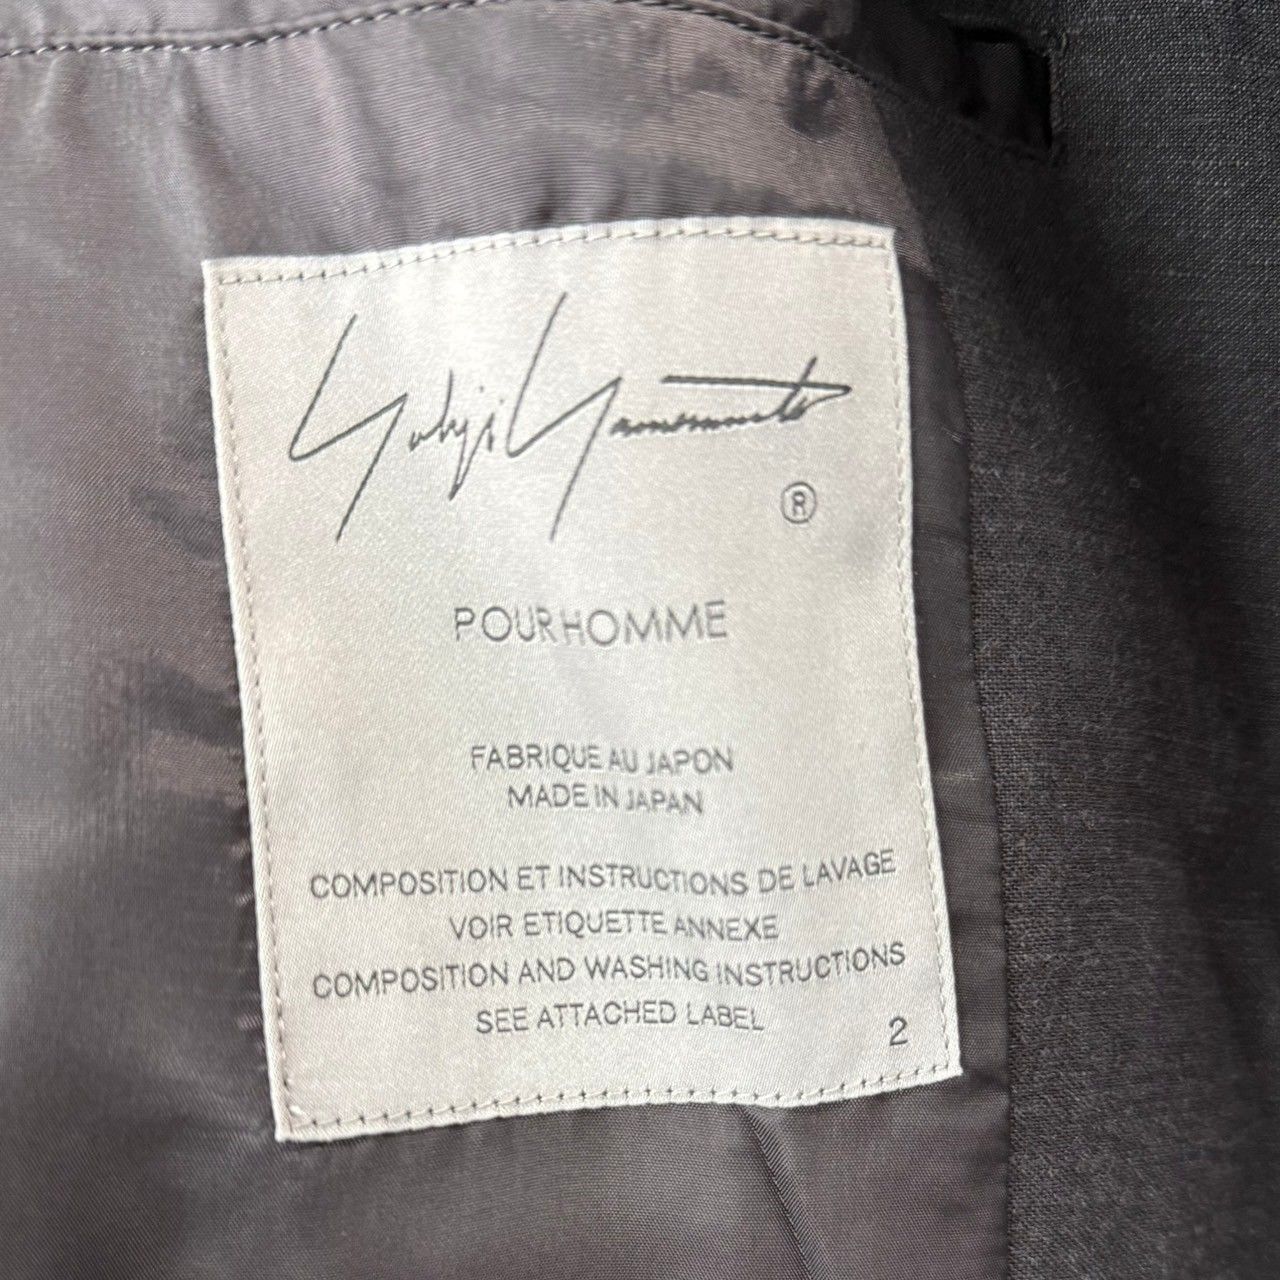 Yohji Yamamoto
®
POUR HOMME
FABRIQUE AU JAPON
MADE IN JAPAN
COMPOSITION ET INSTRUCTIONS DE LAVAGE
VOIR ETIQUETTE ANNEXE
COMPOSITION AND WASHING INSTRUCTIONS
SEE ATTACHED LABEL
2